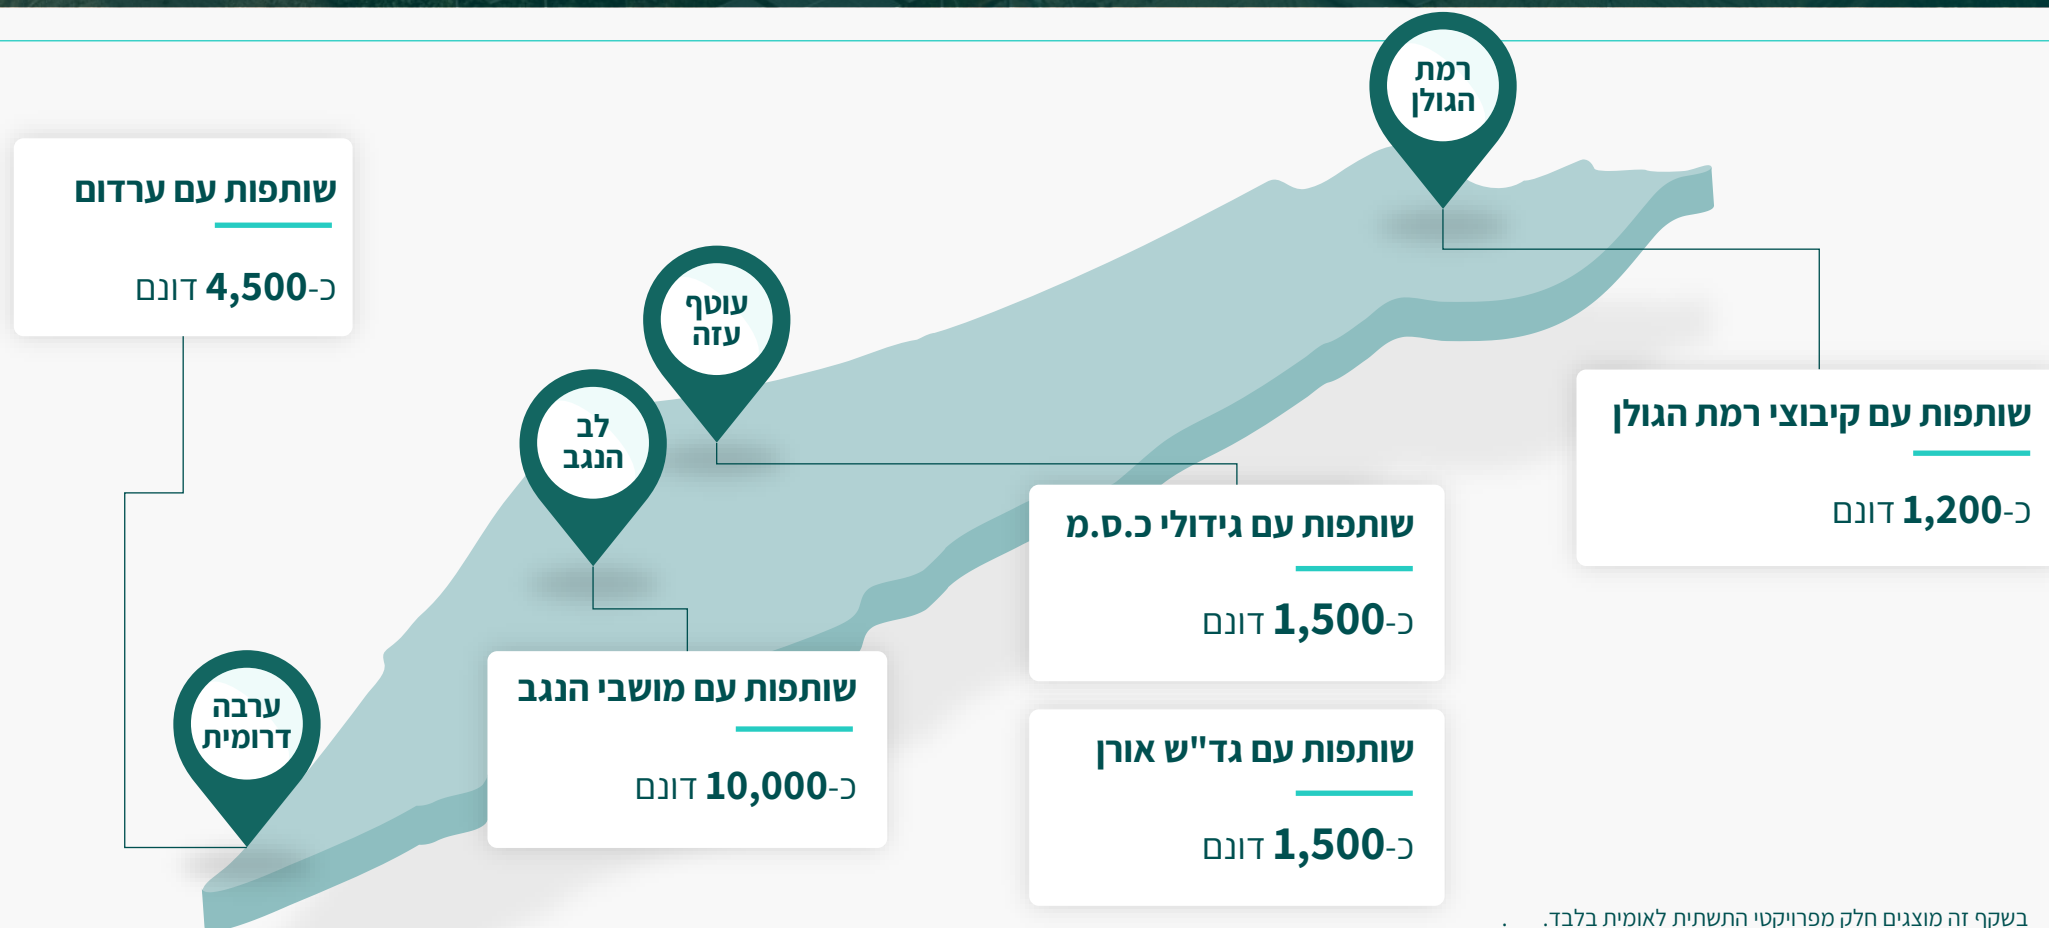 רמת
הגולן
שותפות עם קיבוצי רמת הגולן
כ-1,200 דונם
עוטף
עזה
שותפות עם גידולי כ.ס.מ
כ-1,500 דונם
שותפות עם גד"ש אורן
כ-1,500 דונם
לב
הנגב
שותפות עם מושבי הנגב
כ-10,000 דונם
שותפות עם ערדום
כ-4,500 דונם
ערבה
דרומית
בשקף זה מוצגים חלק מפרויקטי התשתית לאומית בלבד. .